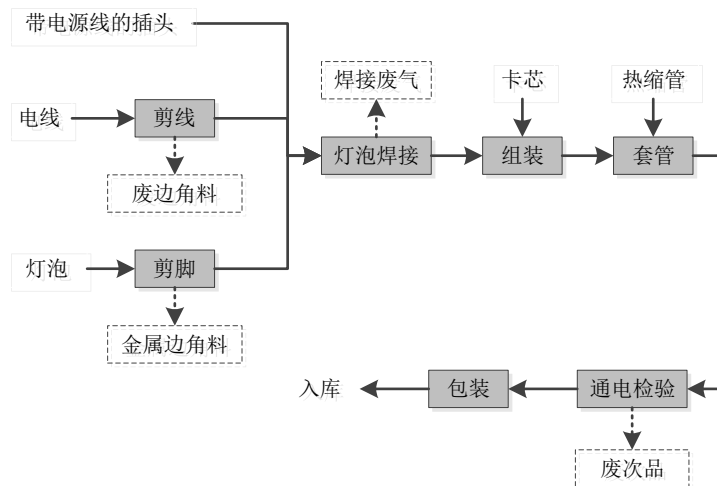 带电源线的插头
焊接废气
卡芯
热缩管
电线
剪线
灯泡焊接
组装
套管
废边角料
灯泡
剪脚
金属边角料
入库
包装
通电检验
废次品